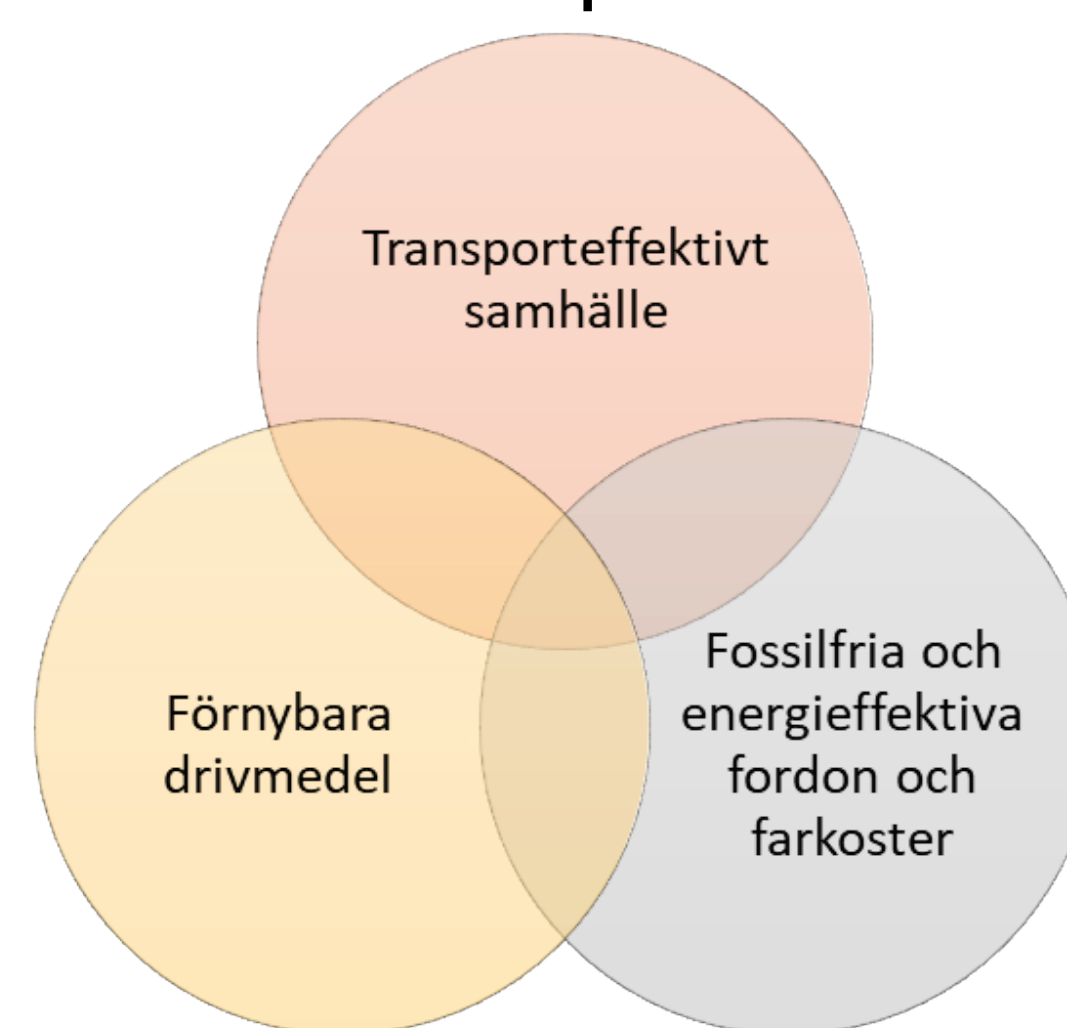 Transporteffektivt
samhälle
Förnybara
drivmedel
Fossilfria och
energieffektiva
fordon och
farkoster